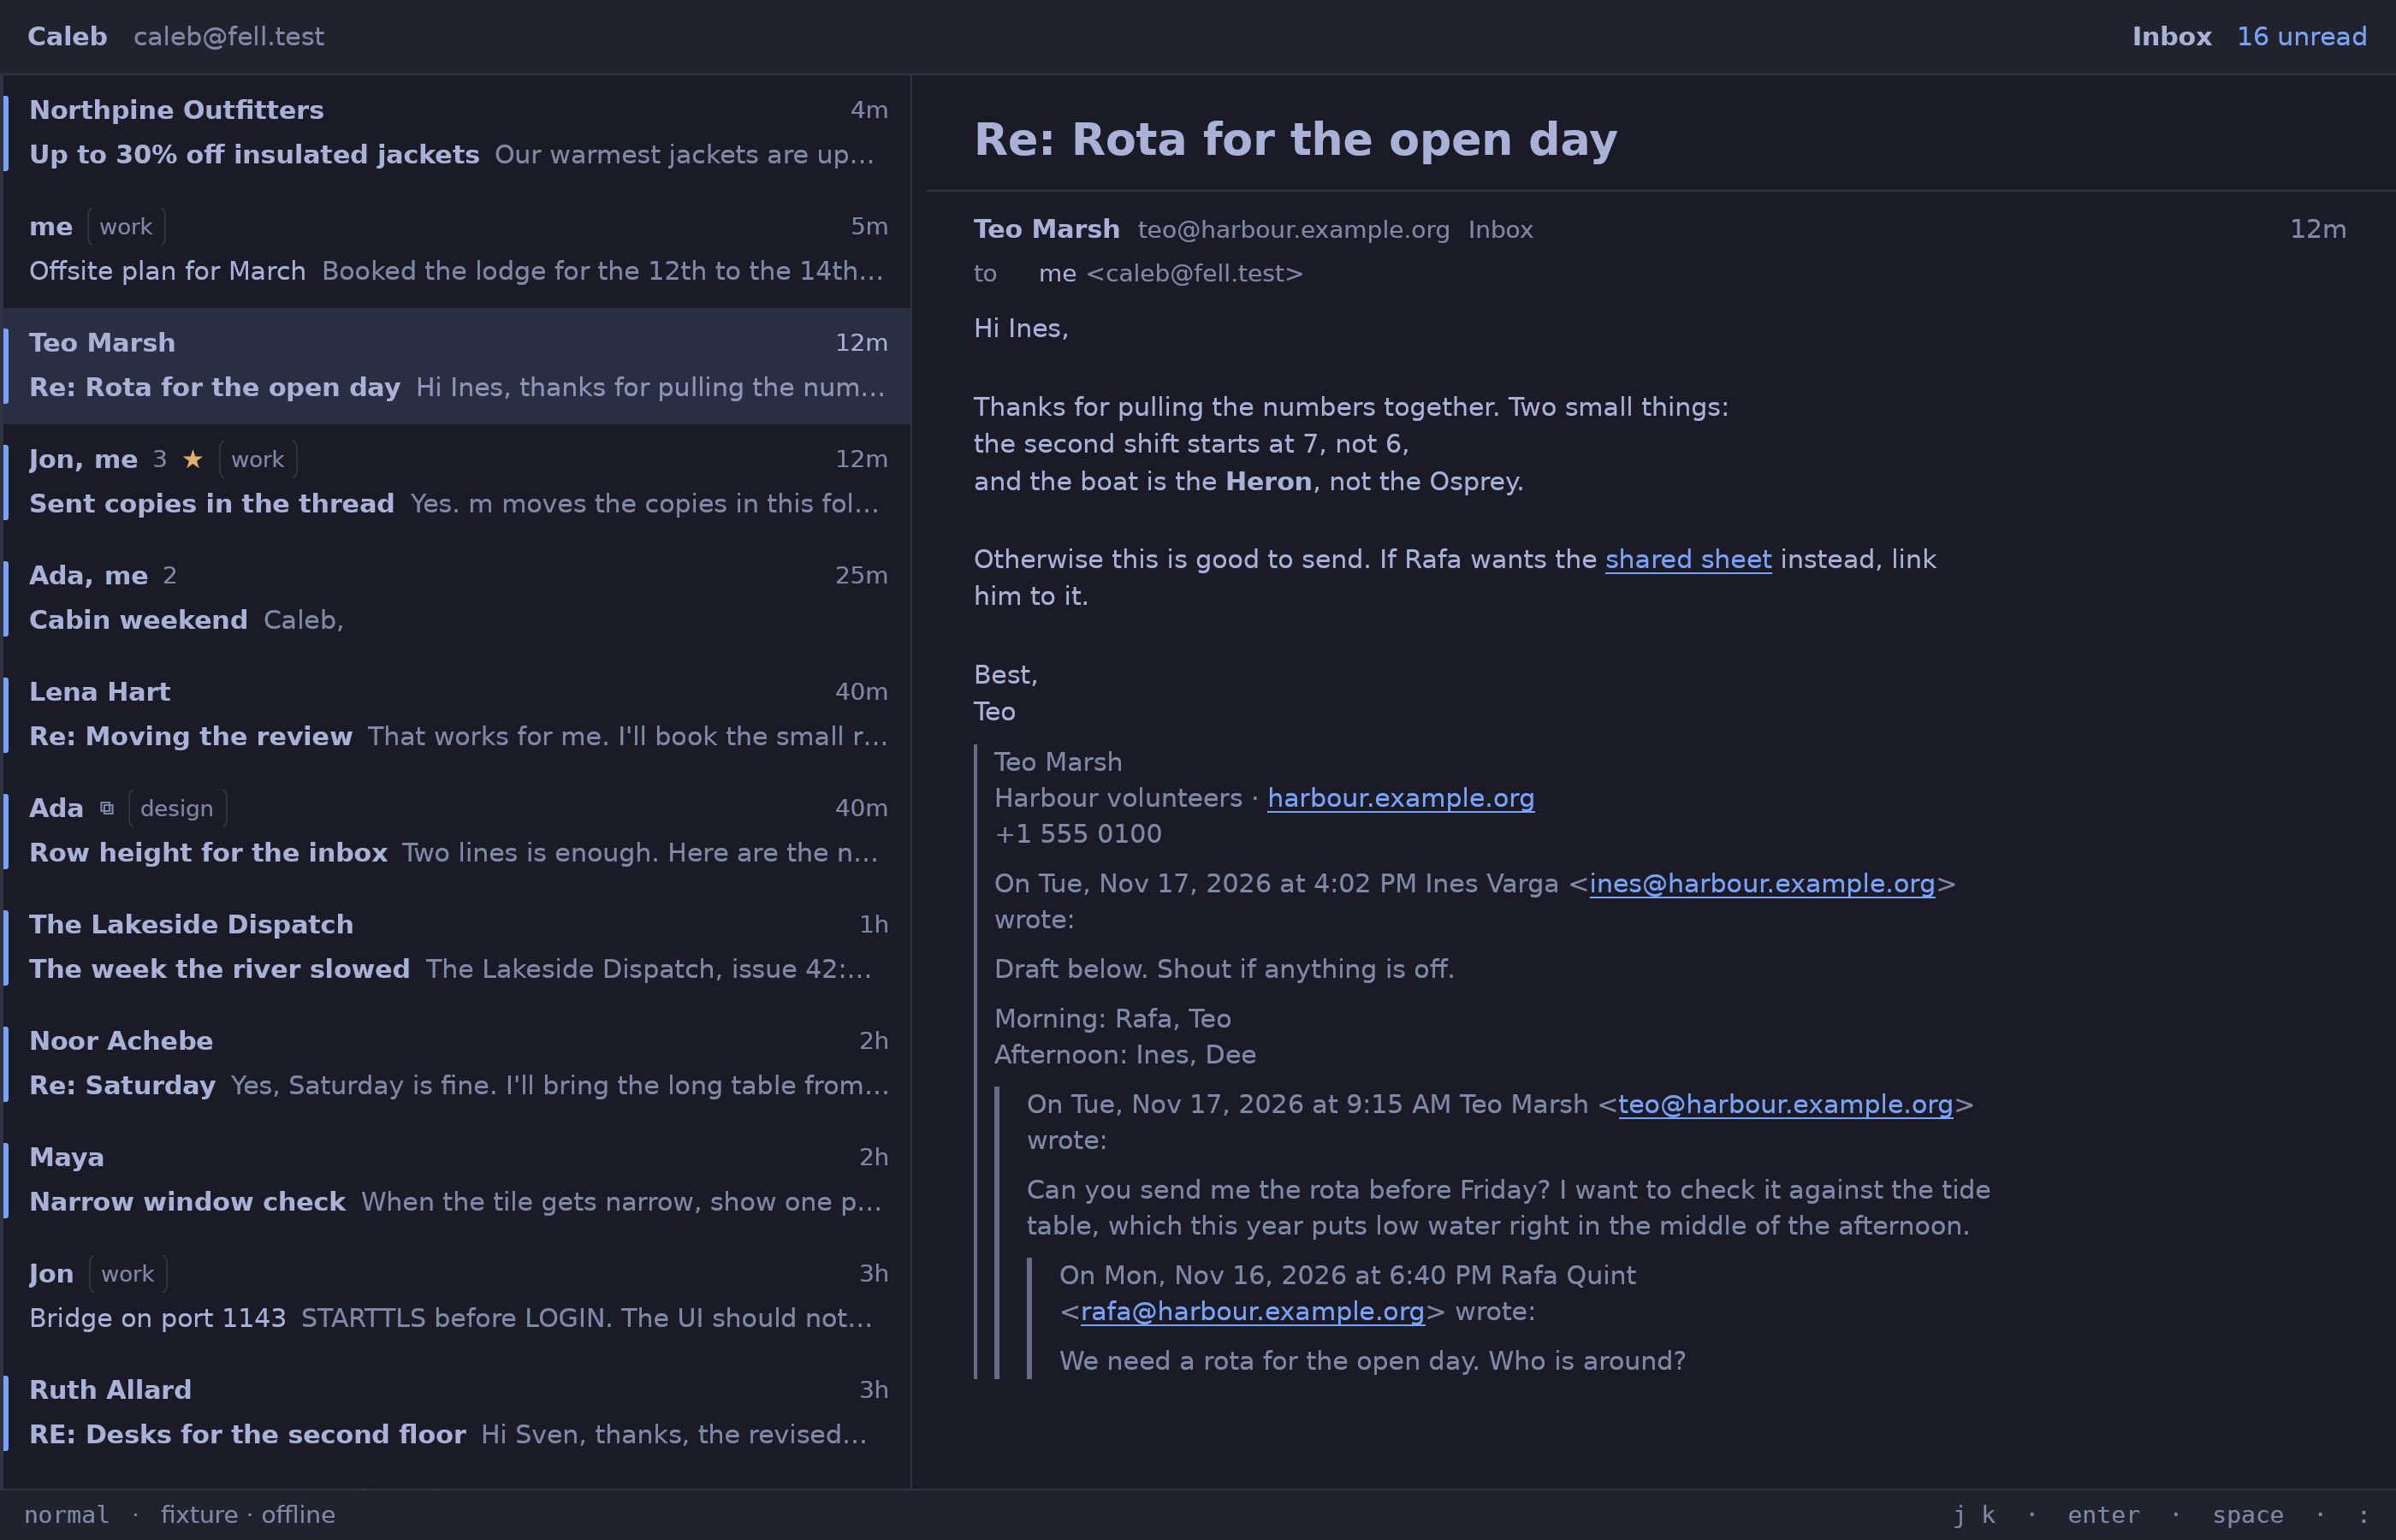 Caleb caleb@fell.test
Inbox 16 unread
Northpine Outfitters 4m
Up to 30% off insulated jackets Our warmest jackets are up…
me work 5m
Offsite plan for March Booked the lodge for the 12th to the 14th…
Teo Marsh 12m
Re: Rota for the open day Hi Ines, thanks for pulling the num…
Jon, me 3 ★ work 12m
Sent copies in the thread Yes. m moves the copies in this fol…
Ada, me 2 25m
Cabin weekend Caleb,
Lena Hart 40m
Re: Moving the review That works for me. I'll book the small r…
Ada design 40m
Row height for the inbox Two lines is enough. Here are the n…
The Lakeside Dispatch 1h
The week the river slowed The Lakeside Dispatch, issue 42:…
Noor Achebe 2h
Re: Saturday Yes, Saturday is fine. I'll bring the long table from…
Maya 2h
Narrow window check When the tile gets narrow, show one p…
Jon work 3h
Bridge on port 1143 STARTTLS before LOGIN. The UI should not…
Ruth Allard 3h
RE: Desks for the second floor Hi Sven, thanks, the revised…
Re: Rota for the open day
Teo Marsh teo@harbour.example.org Inbox 12m
to me <caleb@fell.test>
Hi Ines,
Thanks for pulling the numbers together. Two small things:
the second shift starts at 7, not 6,
and the boat is the Heron, not the Osprey.
Otherwise this is good to send. If Rafa wants the shared sheet instead, link
him to it.
Best,
Teo
Teo Marsh
Harbour volunteers · harbour.example.org
+1 555 0100
On Tue, Nov 17, 2026 at 4:02 PM Ines Varga <ines@harbour.example.org>
wrote:
Draft below. Shout if anything is off.
Morning: Rafa, Teo
Afternoon: Ines, Dee
On Tue, Nov 17, 2026 at 9:15 AM Teo Marsh <teo@harbour.example.org>
wrote:
Can you send me the rota before Friday? I want to check it against the tide
table, which this year puts low water right in the middle of the afternoon.
On Mon, Nov 16, 2026 at 6:40 PM Rafa Quint
<rafa@harbour.example.org> wrote:
We need a rota for the open day. Who is around?
normal · fixture · offline
j k · enter · space · :